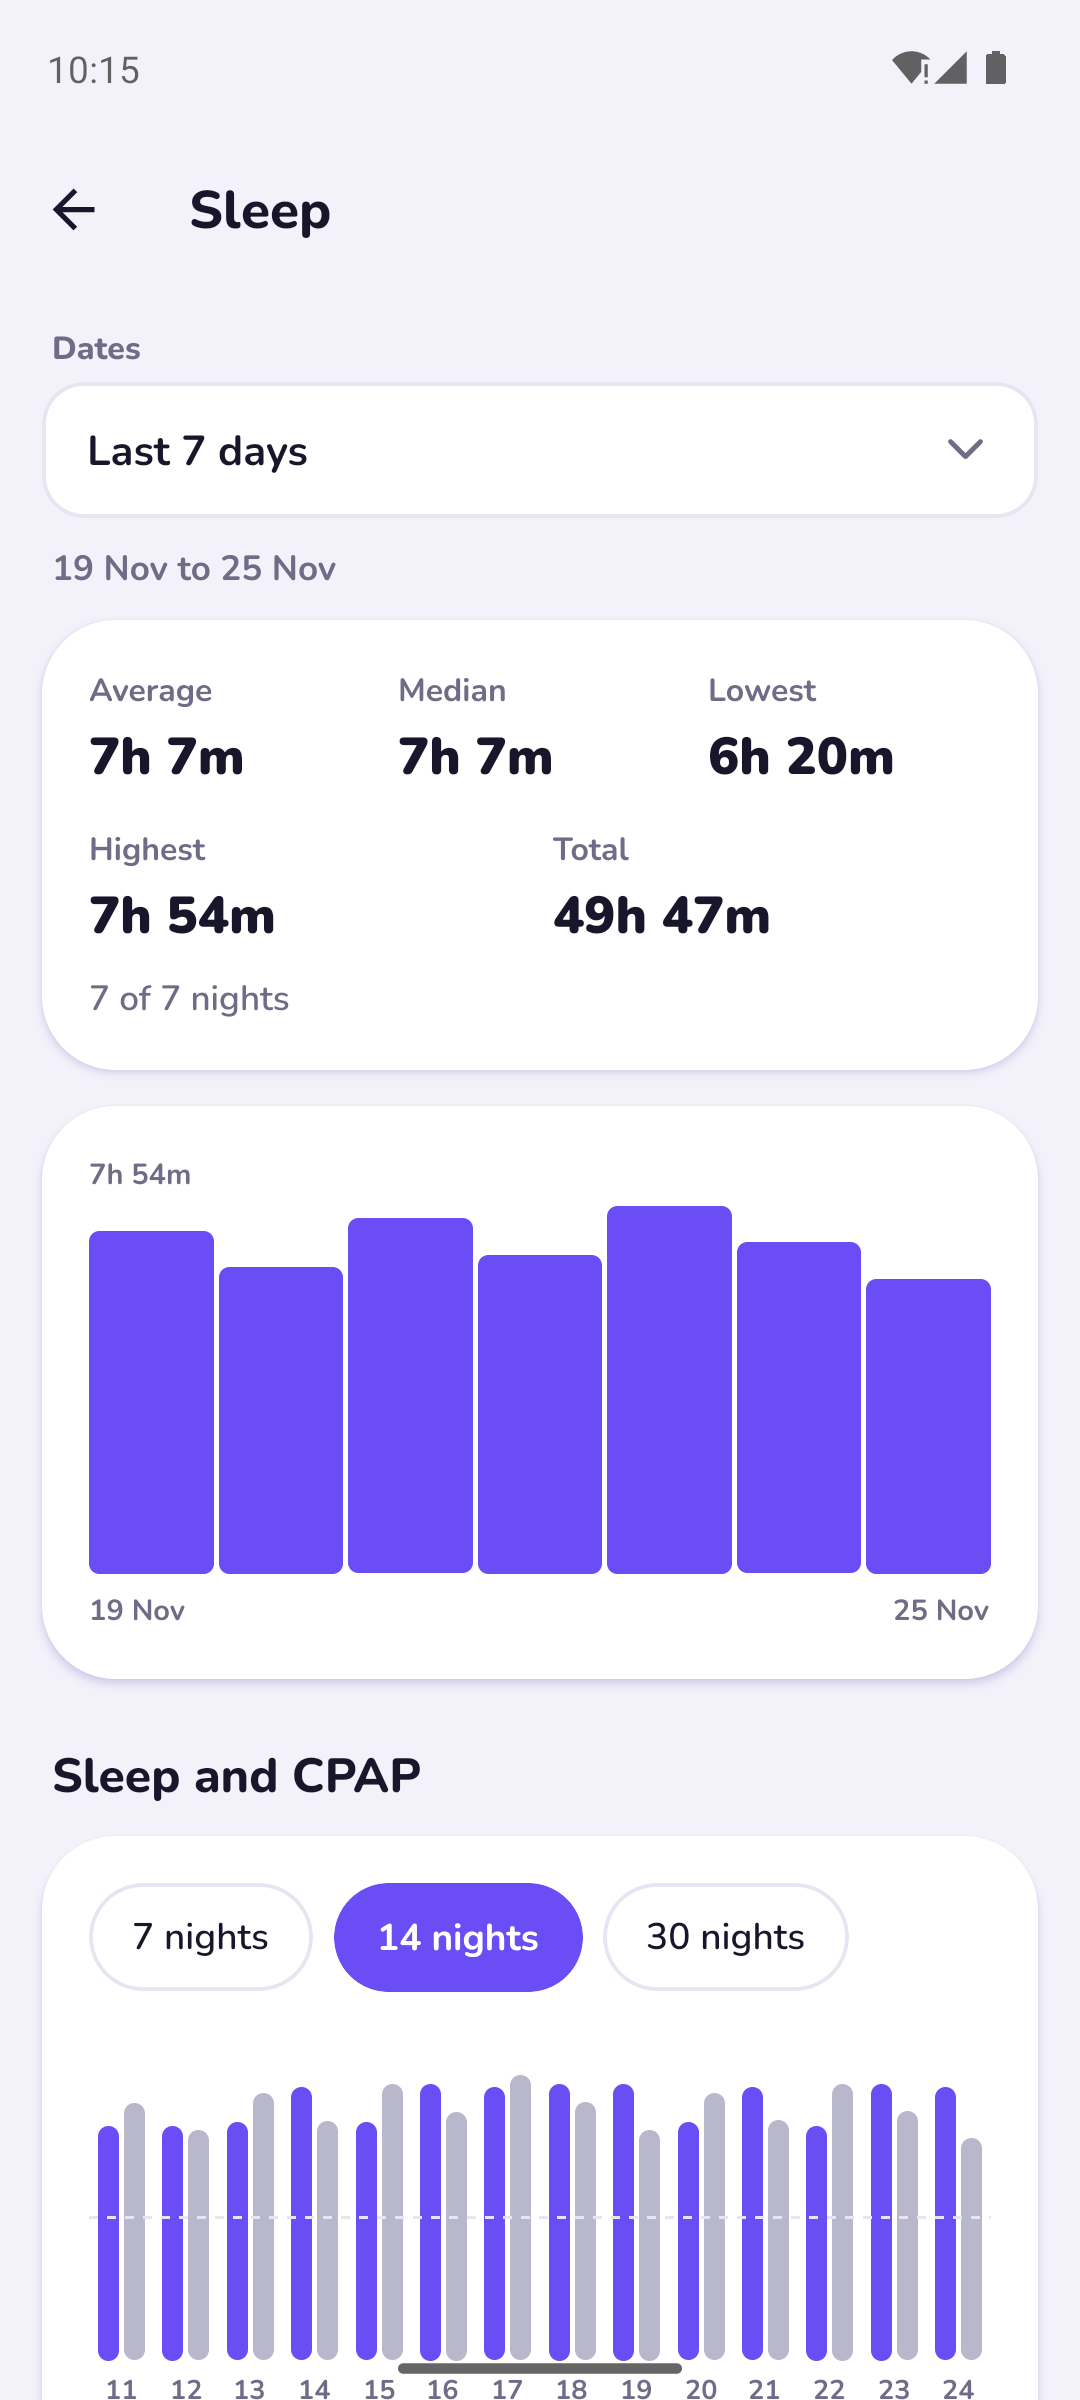 10:15
Sleep
Dates
Last 7 days
19 Nov to 25 Nov
Average Median Lowest
7h 7m 7h 7m 6h 20m
Highest Total
7h 54m 49h 47m
7 of 7 nights
7h 54m
19 Nov 25 Nov
Sleep and CPAP
7 nights 14 nights 30 nights
11 12 13 14 15 16 17 18 19 20 21 22 23 24